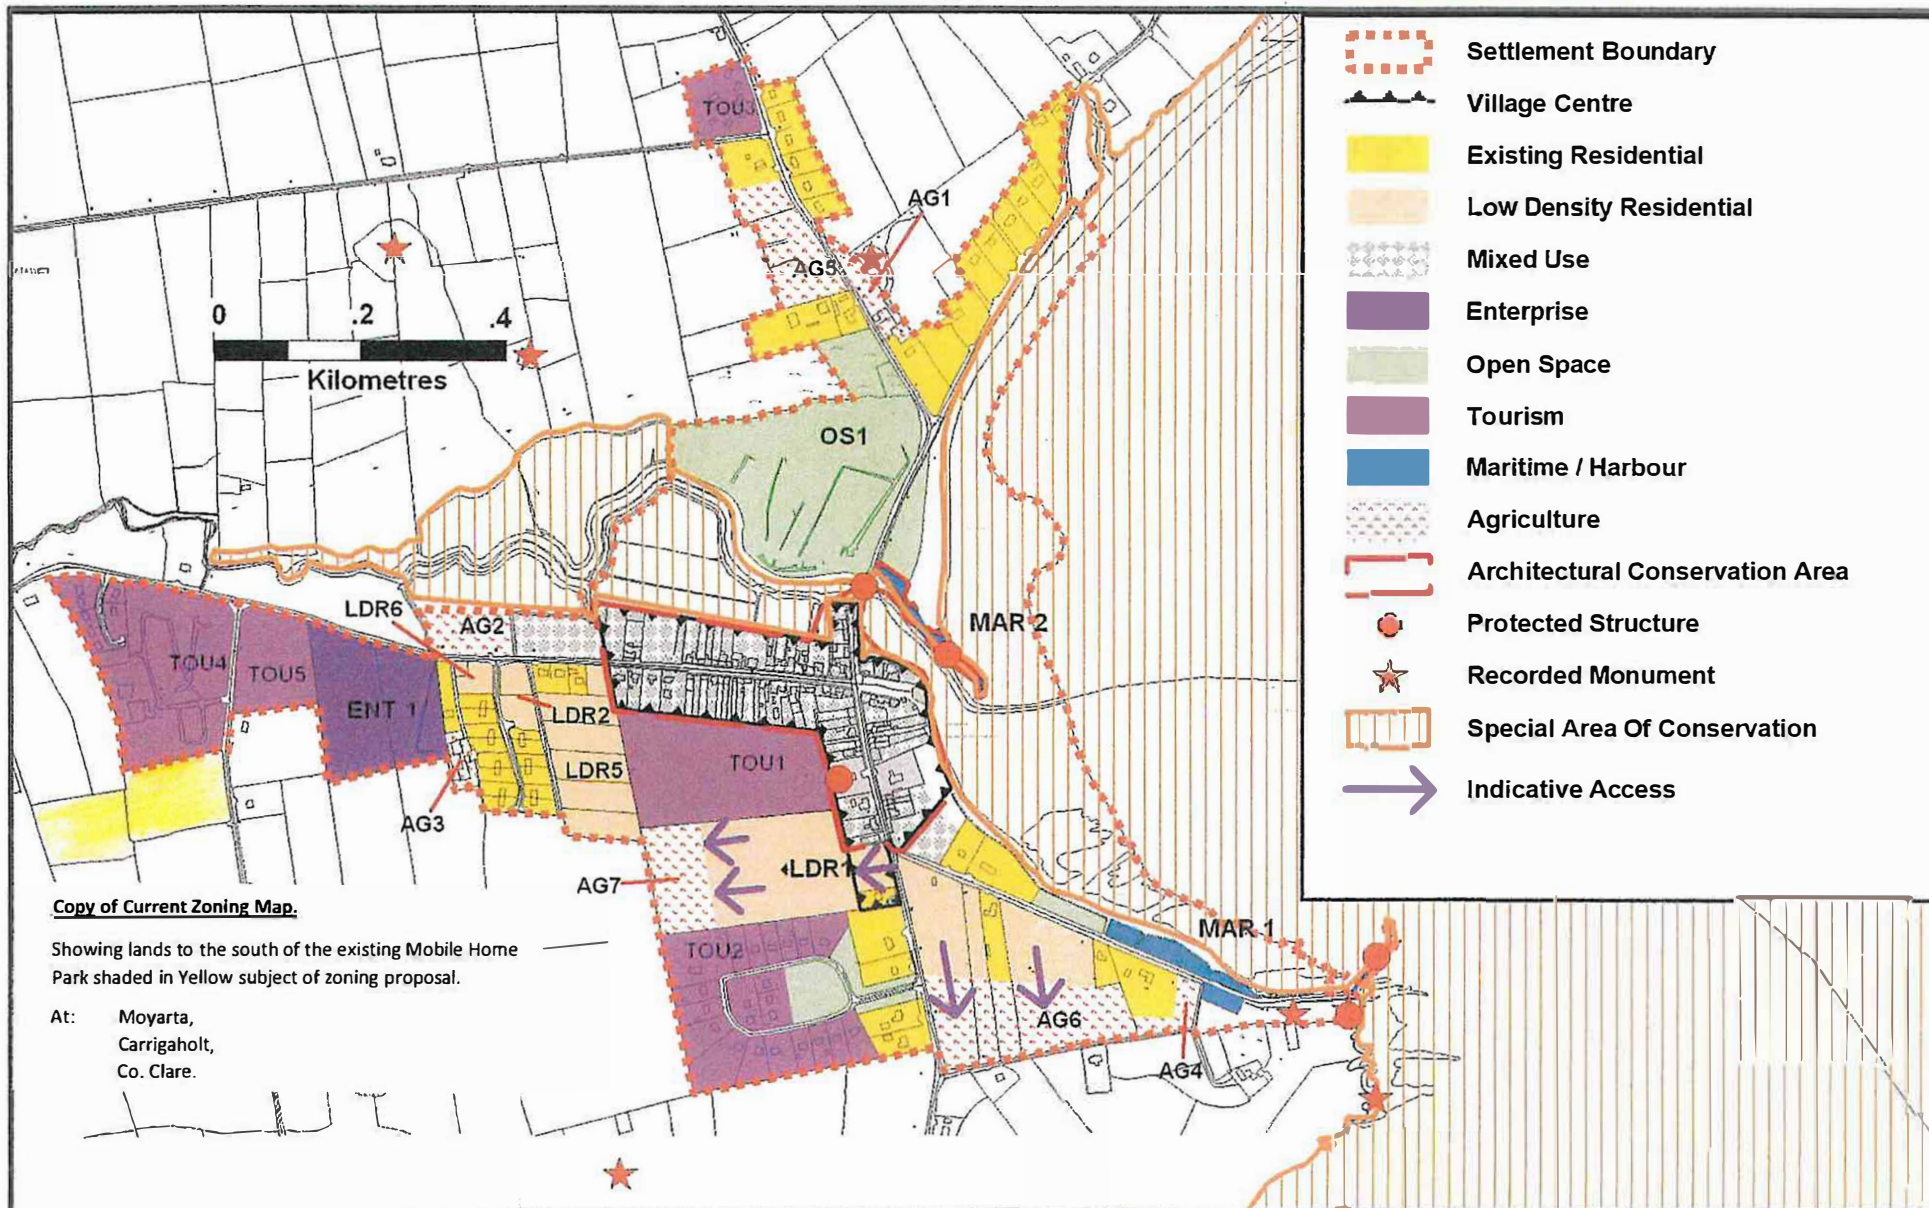 Settlement Boundary
Village Centre
Existing Residential
Low Density Residential
Mixed Use
Enterprise
Open Space
Tourism
Maritime / Harbour
Agriculture
Architectural Conservation Area
Protected Structure
Recorded Monument
Special Area Of Conservation
Indicative Access
TOU3
AG1
AG5
0 .2 .4
Kilometres
OS1
LDR6
AG2
MAR 2
TOU4
TOU5
ENT 1
LDR2
LDR5
TOU1
AG3
LDR1
AG7
MAR 1
TOU2
AG6
AG4
Copy of Current Zoning Map.
Showing lands to the south of the existing Mobile Home
Park shaded in Yellow subject of zoning proposal.
At: Moyarta,
Carrigaholt,
Co. Clare.